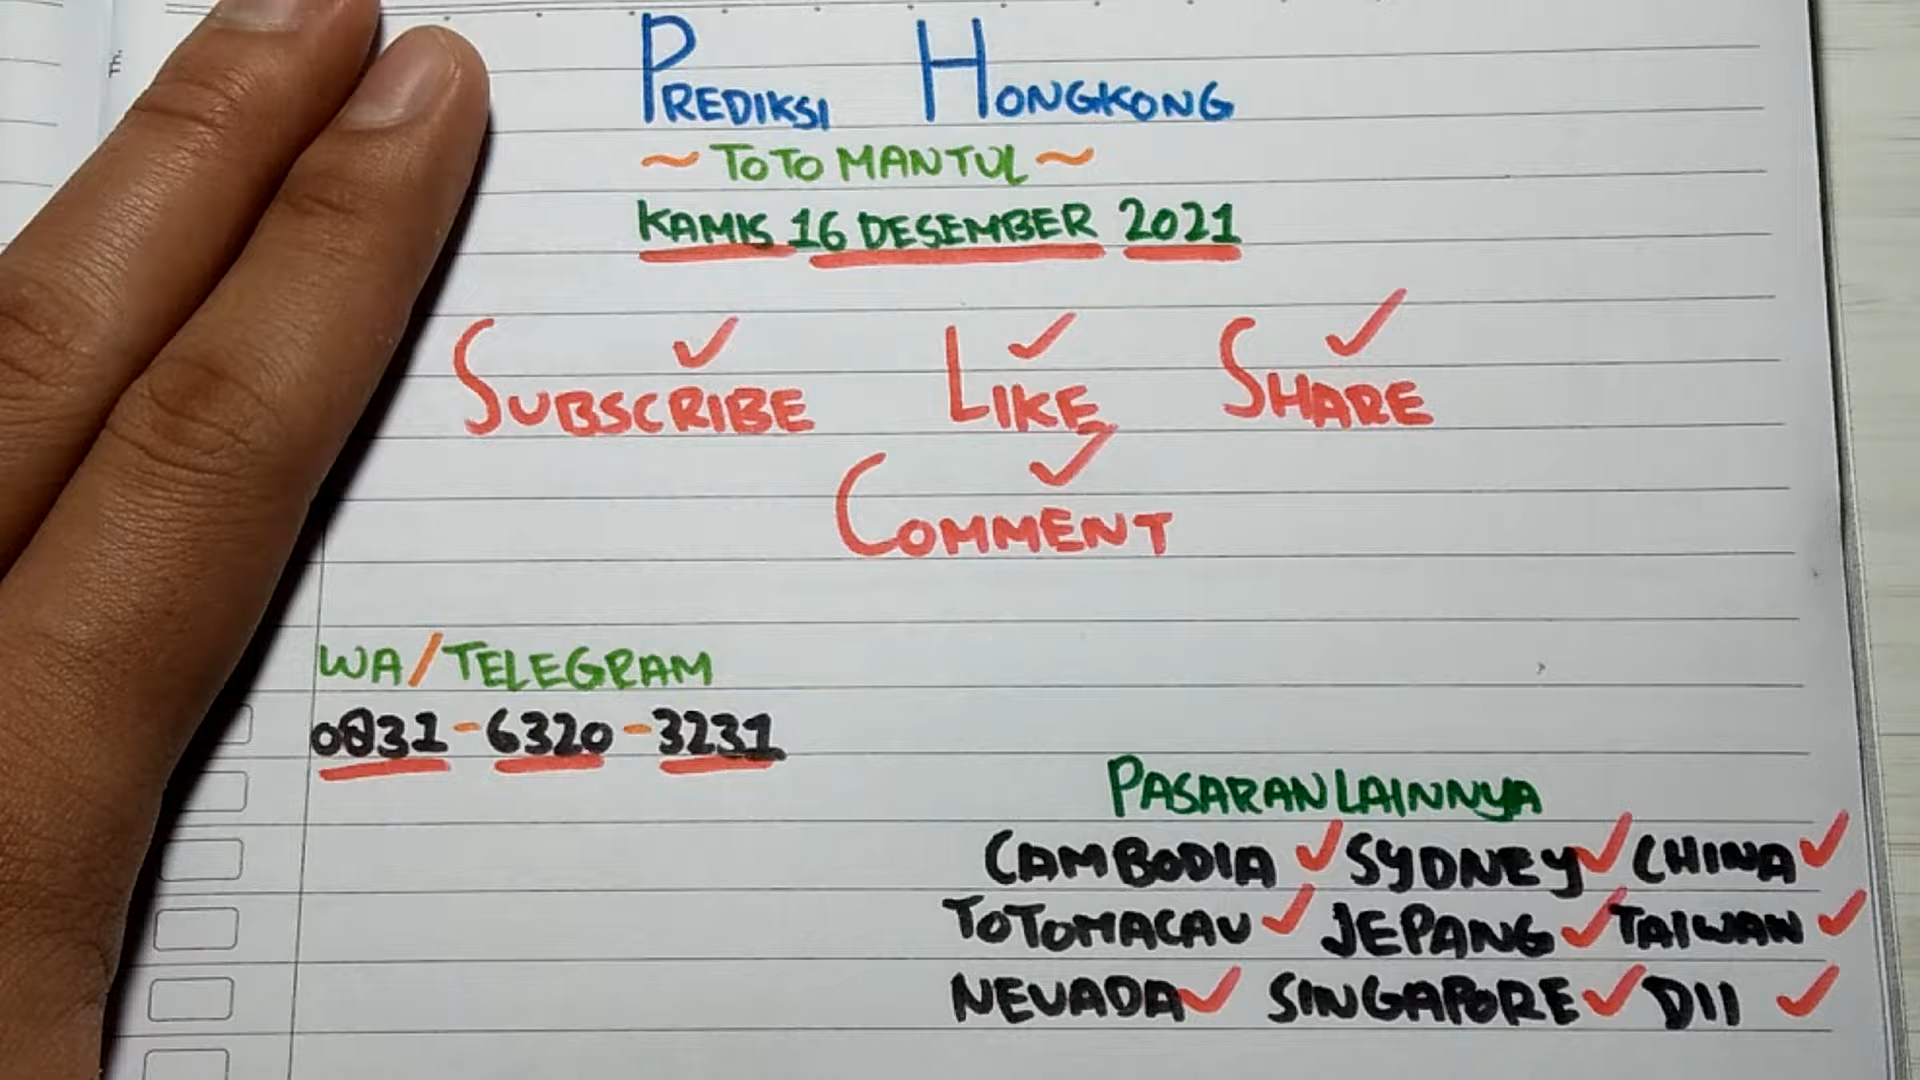 PREDIKSI HONGKONG
~ TOTO MANTUL ~
KAMIS 16 DESEMBER 2021
SUBSCRIBE ✓ LIKE ✓ SHARE ✓
COMMENT ✓
WA/TELEGRAM
0831-6320-3231
PASARAN LAINNYA
CAMBODIA ✓ SYDNEY ✓ CHINA ✓
TOTOMACAU ✓ JEPANG ✓ TAIWAN ✓
NEVADA ✓ SINGAPORE ✓ Dll ✓